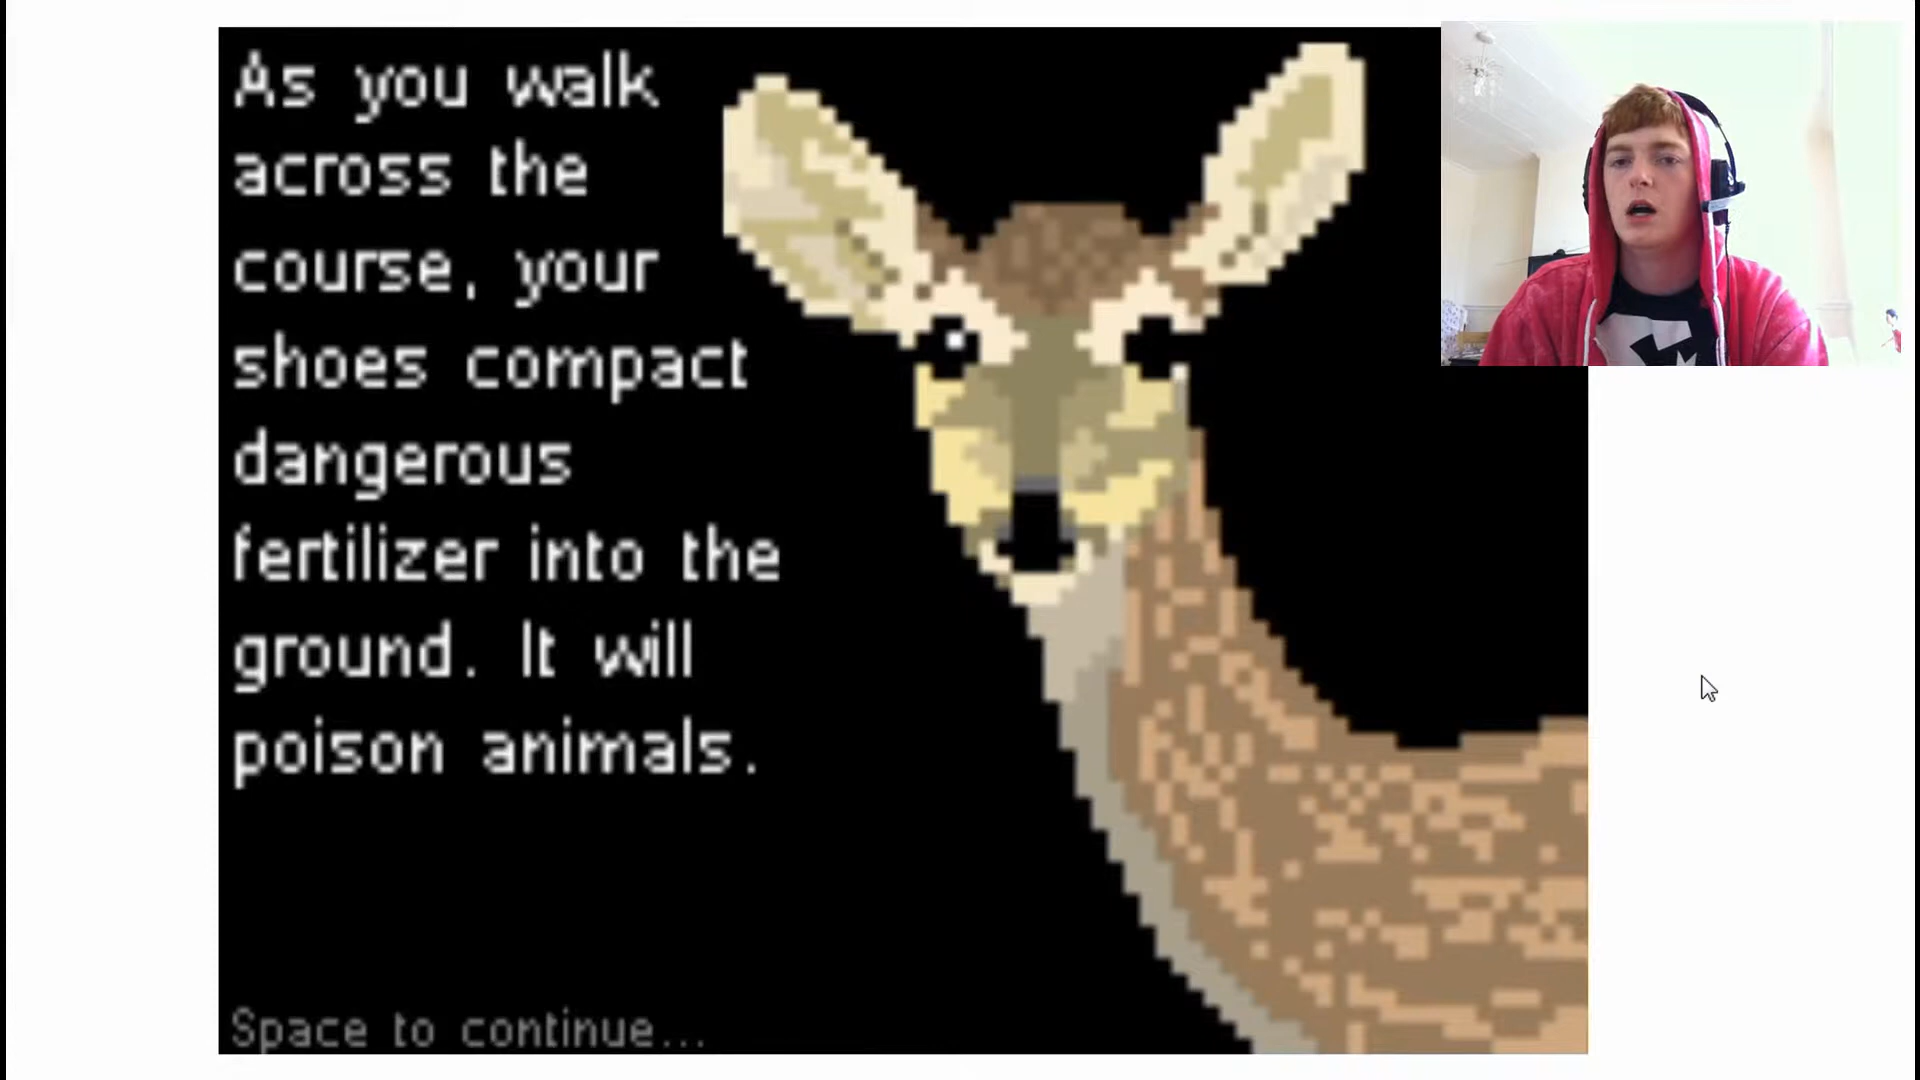 As you walk
across the
course, your
shoes compact
dangerous
fertilizer into the
ground. It will
poison animals.
Space to continue...